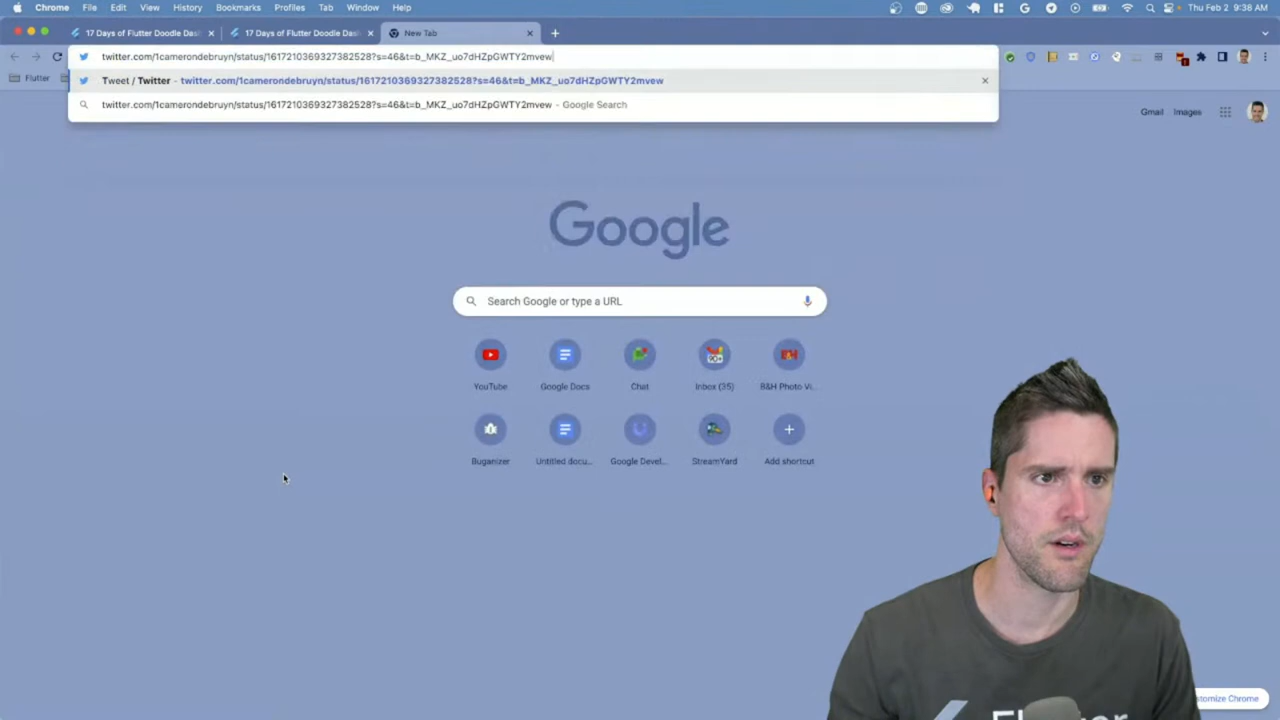 Chrome File Edit View History Bookmarks Profiles Tab Window Help Thu Feb 2 9:38 AM
17 Days of Flutter Doodle Das 17 Days of Flutter Doodle Das New Tab
twitter.com/1camerondebruyn/status/1617210369327382528?s=46&t=b_MKZ_uo7dHZpGWTY2mvew
Flutter
Tweet / Twitter - twitter.com/1camerondebruyn/status/1617210369327382528?s=46&t=b_MKZ_uo7dHZpGWTY2mvew
twitter.com/1camerondebruyn/status/1617210369327382528?s=46&t=b_MKZ_uo7dHZpGWTY2mvew - Google Search
Gmail Images
Google
Search Google or type a URL
YouTube Google Docs Chat Inbox (35) B&H Photo Vi...
Buganizer Untitled docu... Google Devel... StreamYard Add shortcut
stomize Chrome